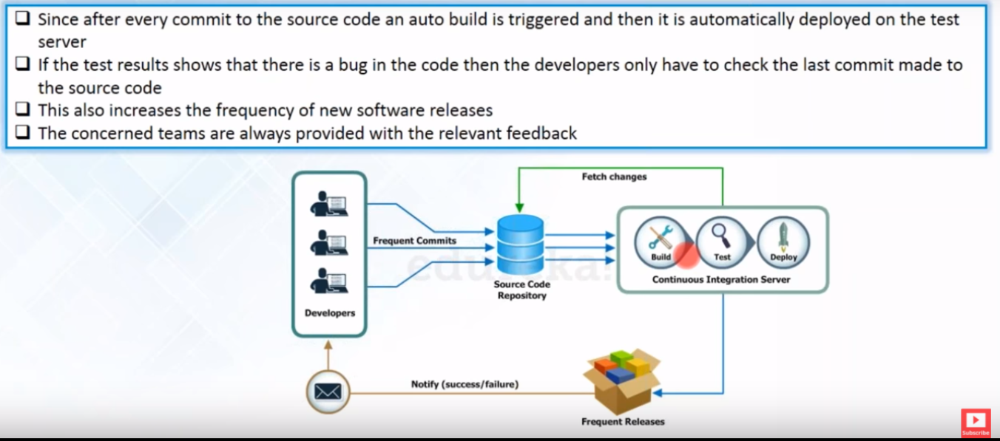 Since after every commit to the source code an auto build is triggered and then it is automatically deployed on the test
server
If the test results shows that there is a bug in the code then the developers only have to check the last commit made to
the source code
This also increases the frequency of new software releases
The concerned teams are always provided with the relevant feedback
Fetch changes
Frequent Commits
Build
Test
Deploy
Continuous Integration Server
Source Code
Repository
Developers
Notify (success/failure)
Frequent Releases
Subscribe